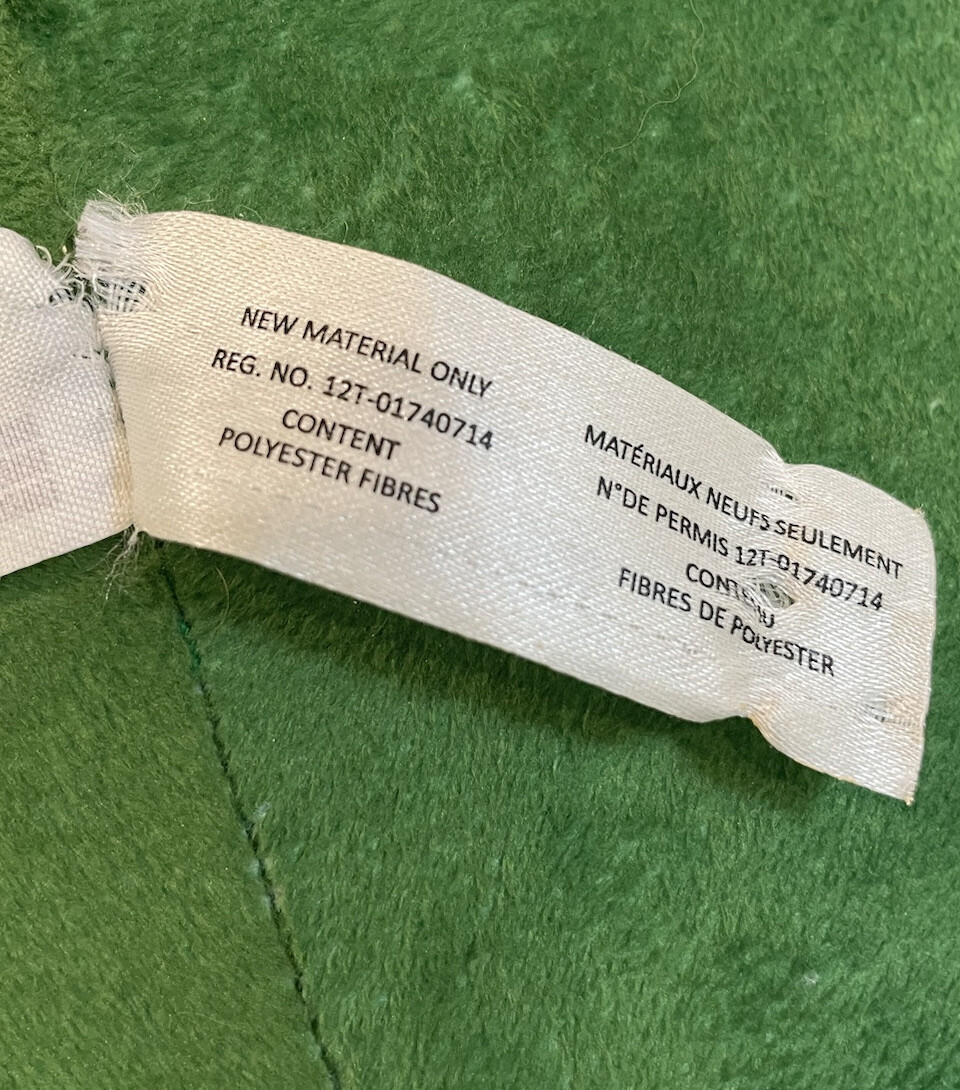 NEW MATERIAL ONLY
REG. NO. 12T-01740714
CONTENT
POLYESTER FIBRES
MATÉRIAUX NEUFS SEULEMENT
N°DE PERMIS 12T-01740714
CONTENU
FIBRES DE POLYESTER